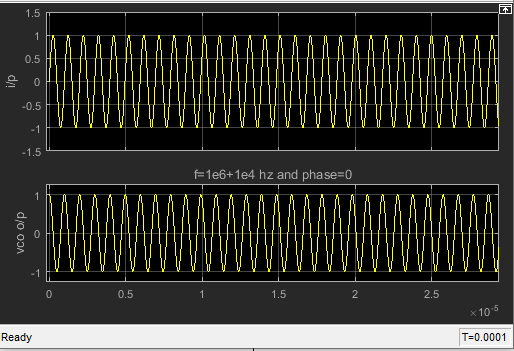 1.5
1
0.5
0
-0.5
-1
-1.5
i/p
f=1e6+1e4 hz and phase=0
1
0
-1
vco o/p
0 0.5 1 1.5 2 2.5
×10⁻⁵
Ready T=0.0001